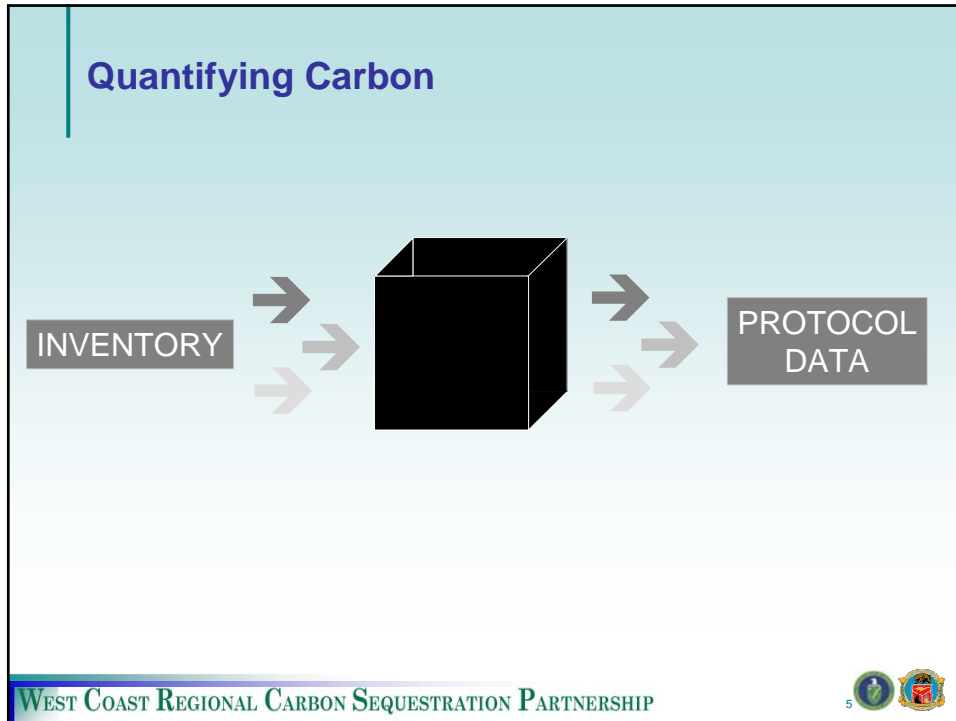 Quantifying Carbon
INVENTORY
PROTOCOL
DATA
WEST COAST REGIONAL CARBON SEQUESTRATION PARTNERSHIP
5